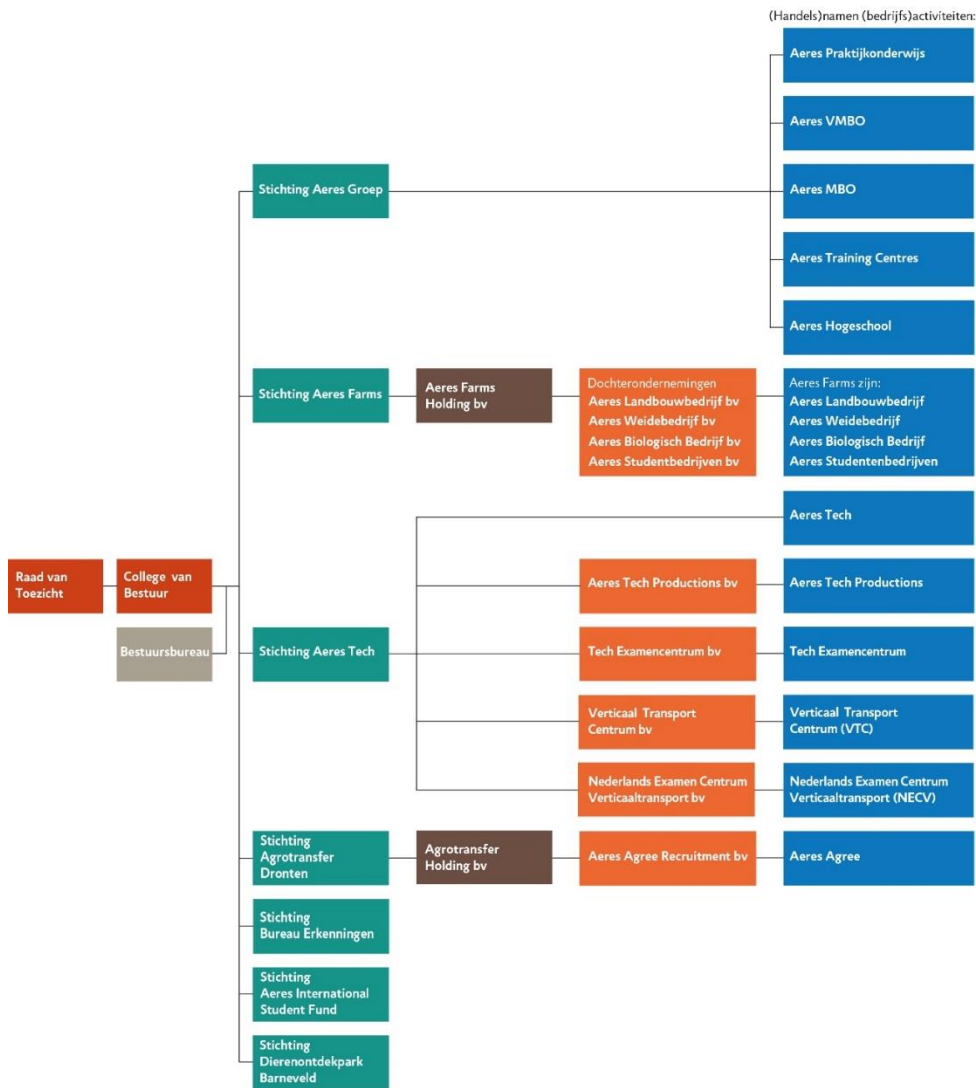 (Handels)namen (bedrijfs)activiteiten:
Aeres Praktijkonderwijs
Aeres VMBO
Stichting Aeres Groep
Aeres MBO
Aeres Training Centres
Aeres Hogeschool
Stichting Aeres Farms
Aeres Farms
Holding bv
Dochterondernemingen
Aeres Landbouwbedrijf bv
Aeres Weidebedrijf bv
Aeres Biologisch Bedrijf bv
Aeres Studentbedrijven bv
Aeres Farms zijn:
Aeres Landbouwbedrijf
Aeres Weidebedrijf
Aeres Biologisch Bedrijf
Aeres Studentenbedrijven
Aeres Tech
Raad van
Toezicht
College van
Bestuur
Aeres Tech Productions bv
Aeres Tech Productions
Bestuursbureau
Stichting Aeres Tech
Tech Examencentrum bv
Tech Examencentrum
Verticaal Transport
Centrum bv
Verticaal Transport
Centrum (VTC)
Nederlands Examen Centrum
Verticaaltransport bv
Nederlands Examen Centrum
Verticaaltransport (NECV)
Stichting
Agrotransfer
Dronten
Agrotransfer
Holding bv
Aeres Agree Recruitment bv
Aeres Agree
Stichting
Bureau Erkenningen
Stichting
Aeres International
Student Fund
Stichting
Dierenontdekpark
Barneveld